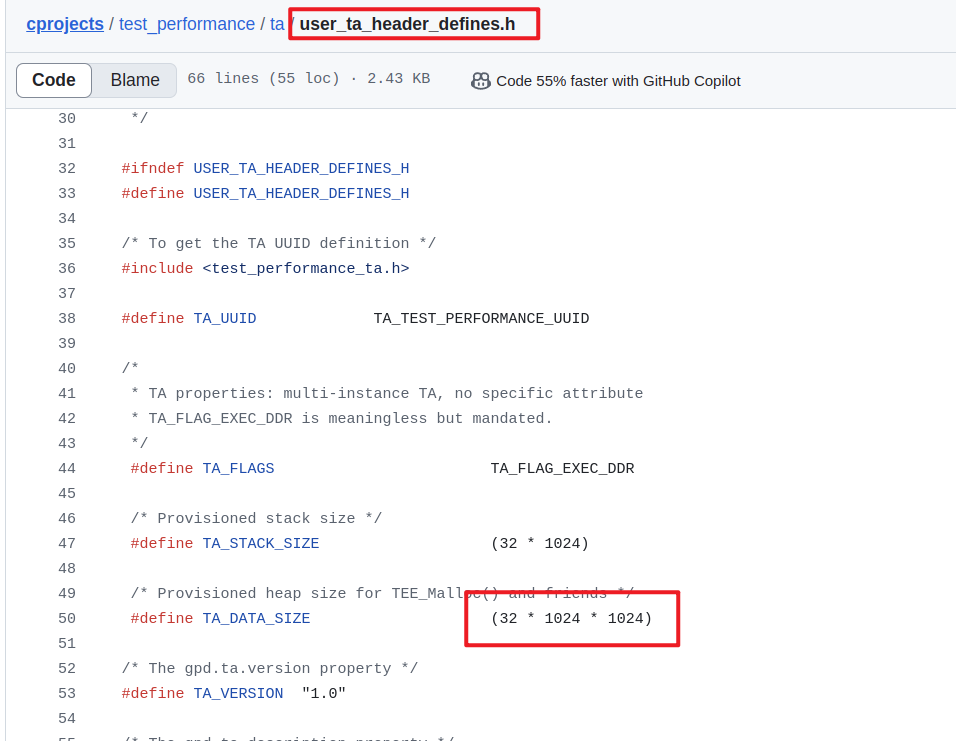 cprojects / test_performance / ta / user_ta_header_defines.h
Code Blame 66 lines (55 loc) · 2.43 KB Code 55% faster with GitHub Copilot
30 */
31
32 #ifndef USER_TA_HEADER_DEFINES_H
33 #define USER_TA_HEADER_DEFINES_H
34
35 /* To get the TA UUID definition */
36 #include <test_performance_ta.h>
37
38 #define TA_UUID TA_TEST_PERFORMANCE_UUID
39
40 /*
41 * TA properties: multi-instance TA, no specific attribute
42 * TA_FLAG_EXEC_DDR is meaningless but mandated.
43 */
44 #define TA_FLAGS TA_FLAG_EXEC_DDR
45
46 /* Provisioned stack size */
47 #define TA_STACK_SIZE (32 * 1024)
48
49 /* Provisioned heap size for TEE_Malloc() and friends */
50 #define TA_DATA_SIZE (32 * 1024 * 1024)
51
52 /* The gpd.ta.version property */
53 #define TA_VERSION "1.0"
54
55 /* The gpd.ta.description property */